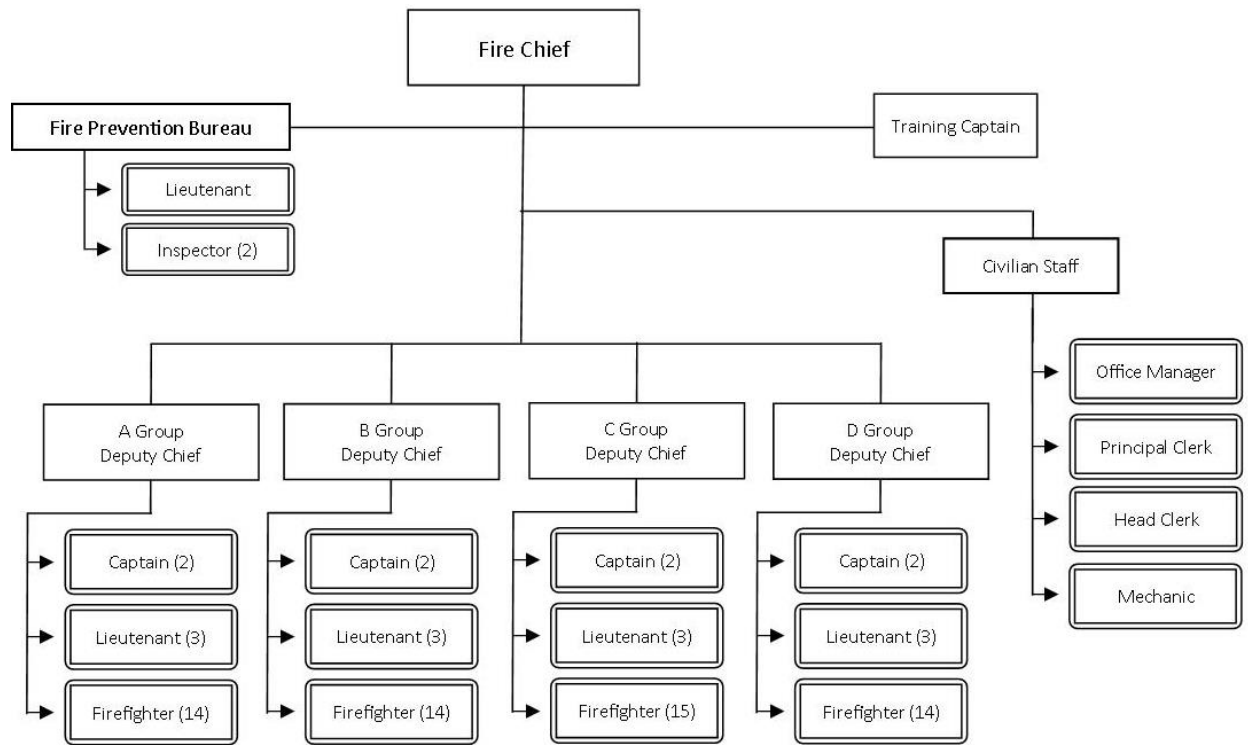 Fire Chief
Fire Prevention Bureau
Training Captain
Lieutenant
Inspector (2)
Civilian Staff
Office Manager
Principal Clerk
Head Clerk
Mechanic
A Group
Deputy Chief
Captain (2)
Lieutenant (3)
Firefighter (14)
B Group
Deputy Chief
Captain (2)
Lieutenant (3)
Firefighter (14)
C Group
Deputy Chief
Captain (2)
Lieutenant (3)
Firefighter (15)
D Group
Deputy Chief
Captain (2)
Lieutenant (3)
Firefighter (14)